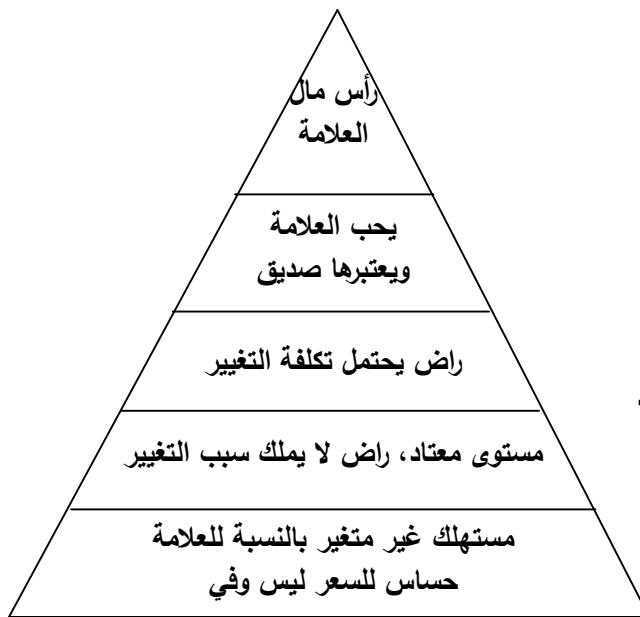 رأس مال
العلامة
يحب العلامة
ويعتبرها صديق
راض يحتمل تكلفة التغيير
مستوى معتاد، راض لا يملك سبب التغيير
مستهلك غير متغير بالنسبة للعلامة
حساس للسعر ليس وفي